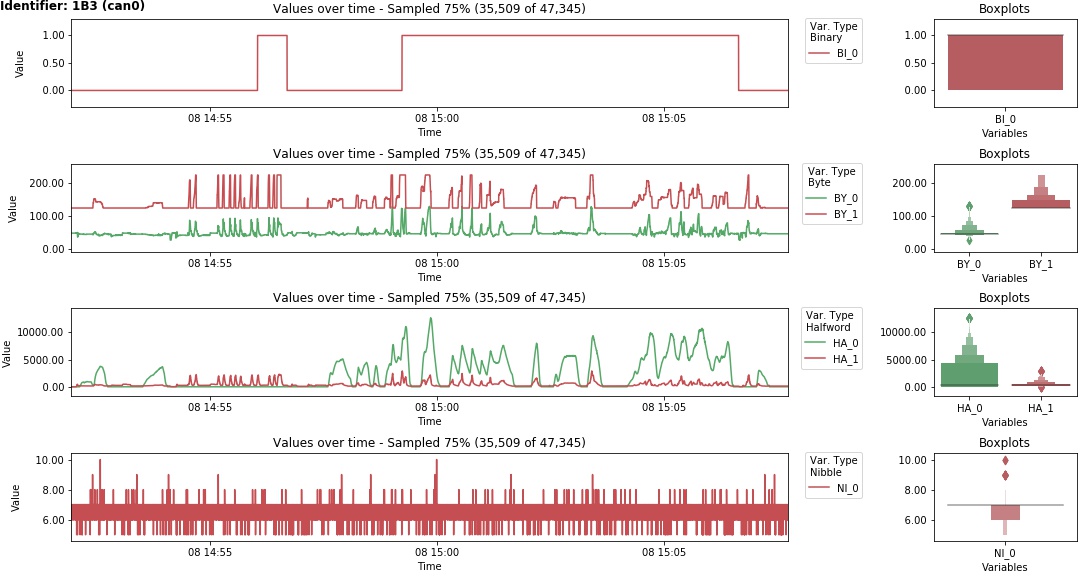 Identifier: 1B3 (can0)
Values over time - Sampled 75% (35,509 of 47,345)
Boxplots
Value
1.00
0.50
0.00
08 14:55
08 15:00
08 15:05
Time
Var. Type
Binary
BI_0
1.00
0.50
0.00
BI_0
Variables
Values over time - Sampled 75% (35,509 of 47,345)
Boxplots
Value
200.00
100.00
0.00
08 14:55
08 15:00
08 15:05
Time
Var. Type
Byte
BY_0
BY_1
200.00
100.00
0.00
BY_0
BY_1
Variables
Values over time - Sampled 75% (35,509 of 47,345)
Boxplots
Value
10000.00
5000.00
0.00
08 14:55
08 15:00
08 15:05
Time
Var. Type
Halfword
HA_0
HA_1
10000.00
5000.00
0.00
HA_0
HA_1
Variables
Values over time - Sampled 75% (35,509 of 47,345)
Boxplots
Value
10.00
8.00
6.00
08 14:55
08 15:00
08 15:05
Time
Var. Type
Nibble
NI_0
10.00
8.00
6.00
NI_0
Variables